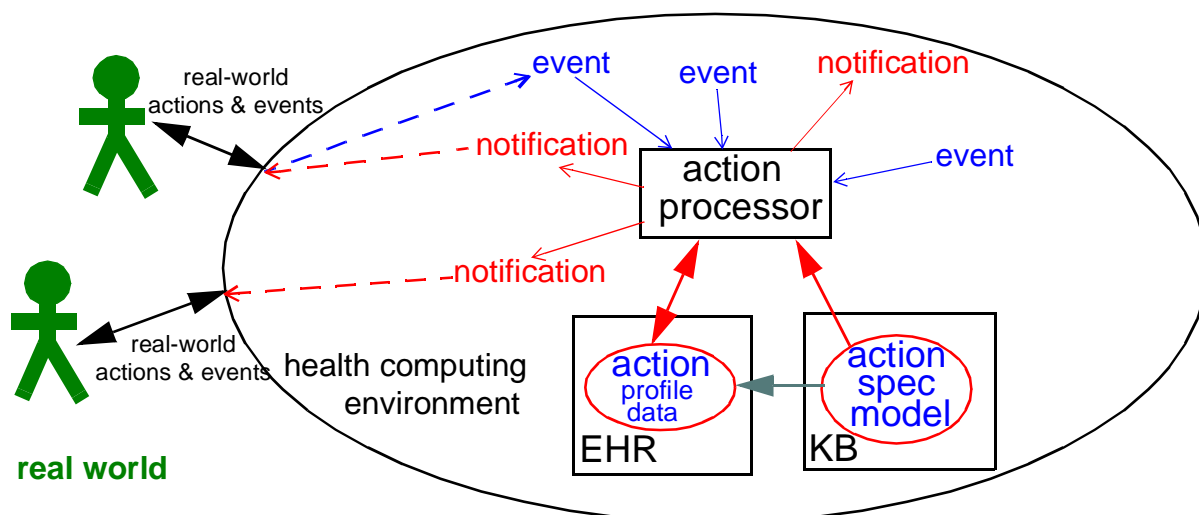 real-world
actions & events
event
event
notification
notification
event
action
processor
notification
real-world
actions & events
health computing
environment
action
profile
data
EHR
action
spec
model
KB
real world